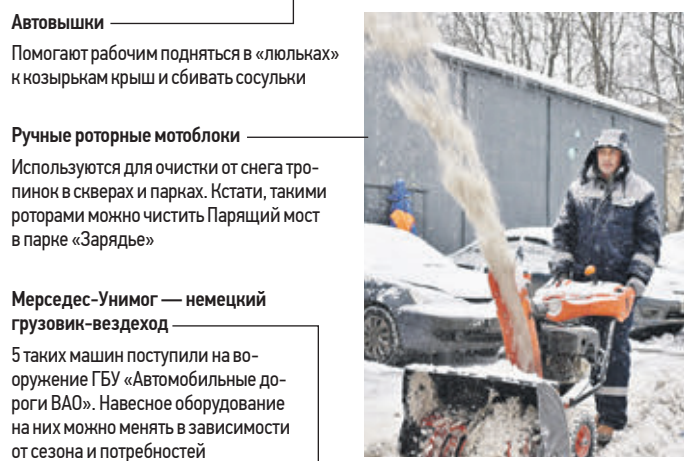 Автовышки
Помогают рабочим подняться в «люльках»
к козырькам крыш и сбивать сосульки
Ручные роторные мотоблоки
Используются для очистки от снега тро-
пинок в скверах и парках. Кстати, такими
роторами можно чистить Парящий мост
в парке «Зарядье»
Мерседес-Унимог — немецкий
грузовик-вездеход
5 таких машин поступили на во-
оружение ГБУ «Автомобильные до-
роги ВАО». Навесное оборудование
на них можно менять в зависимости
от сезона и потребностей